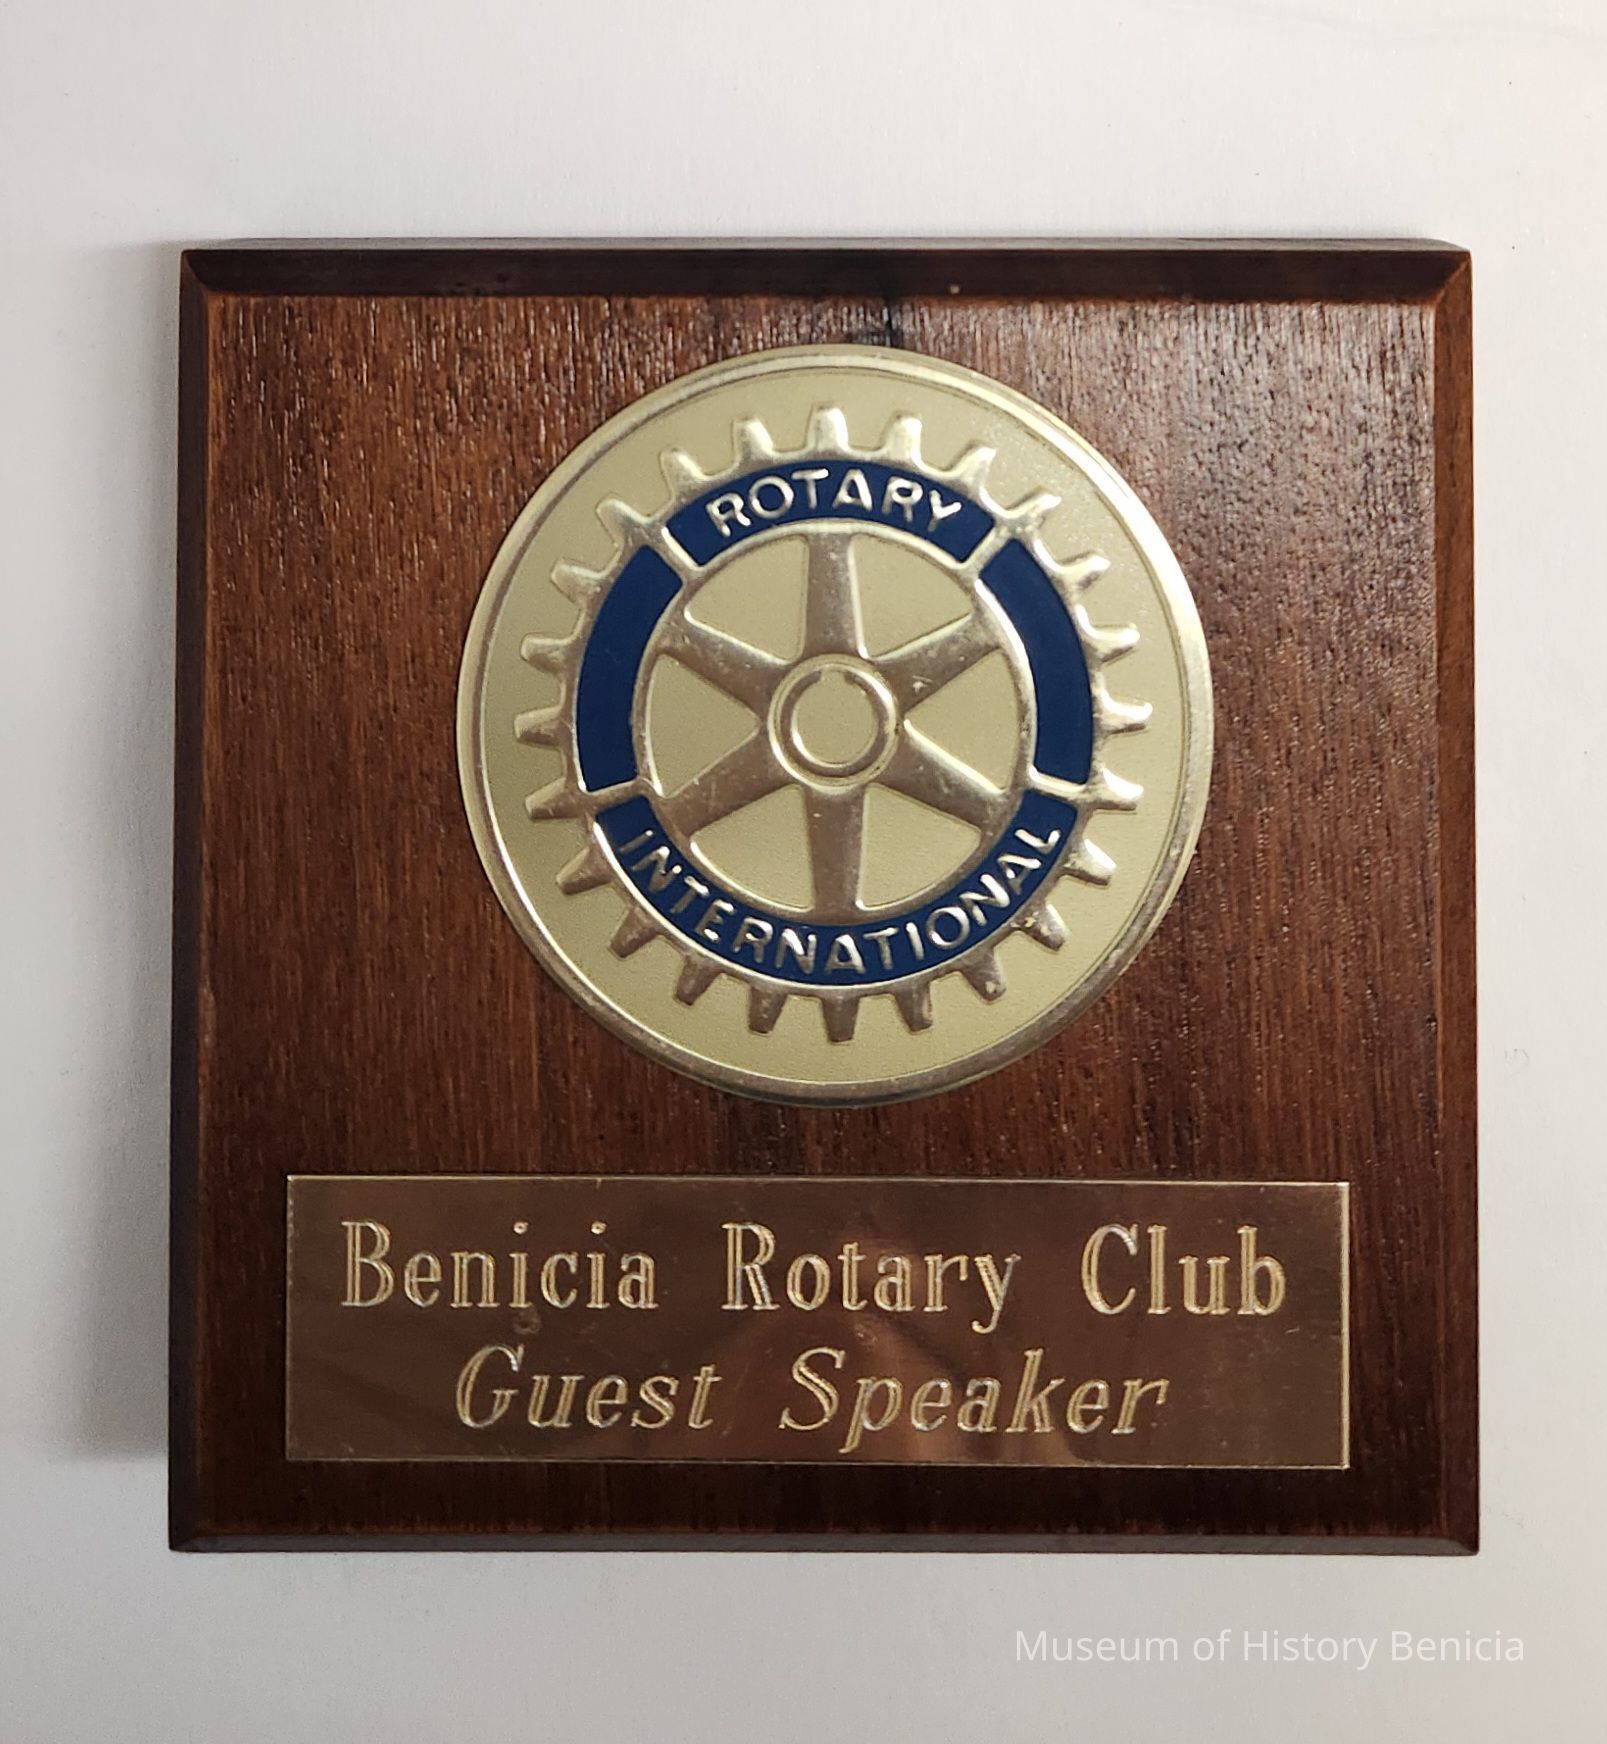 ROTARY
INTERNATIONAL
Benicia Rotary Club
Guest Speaker
Museum of History Benicia